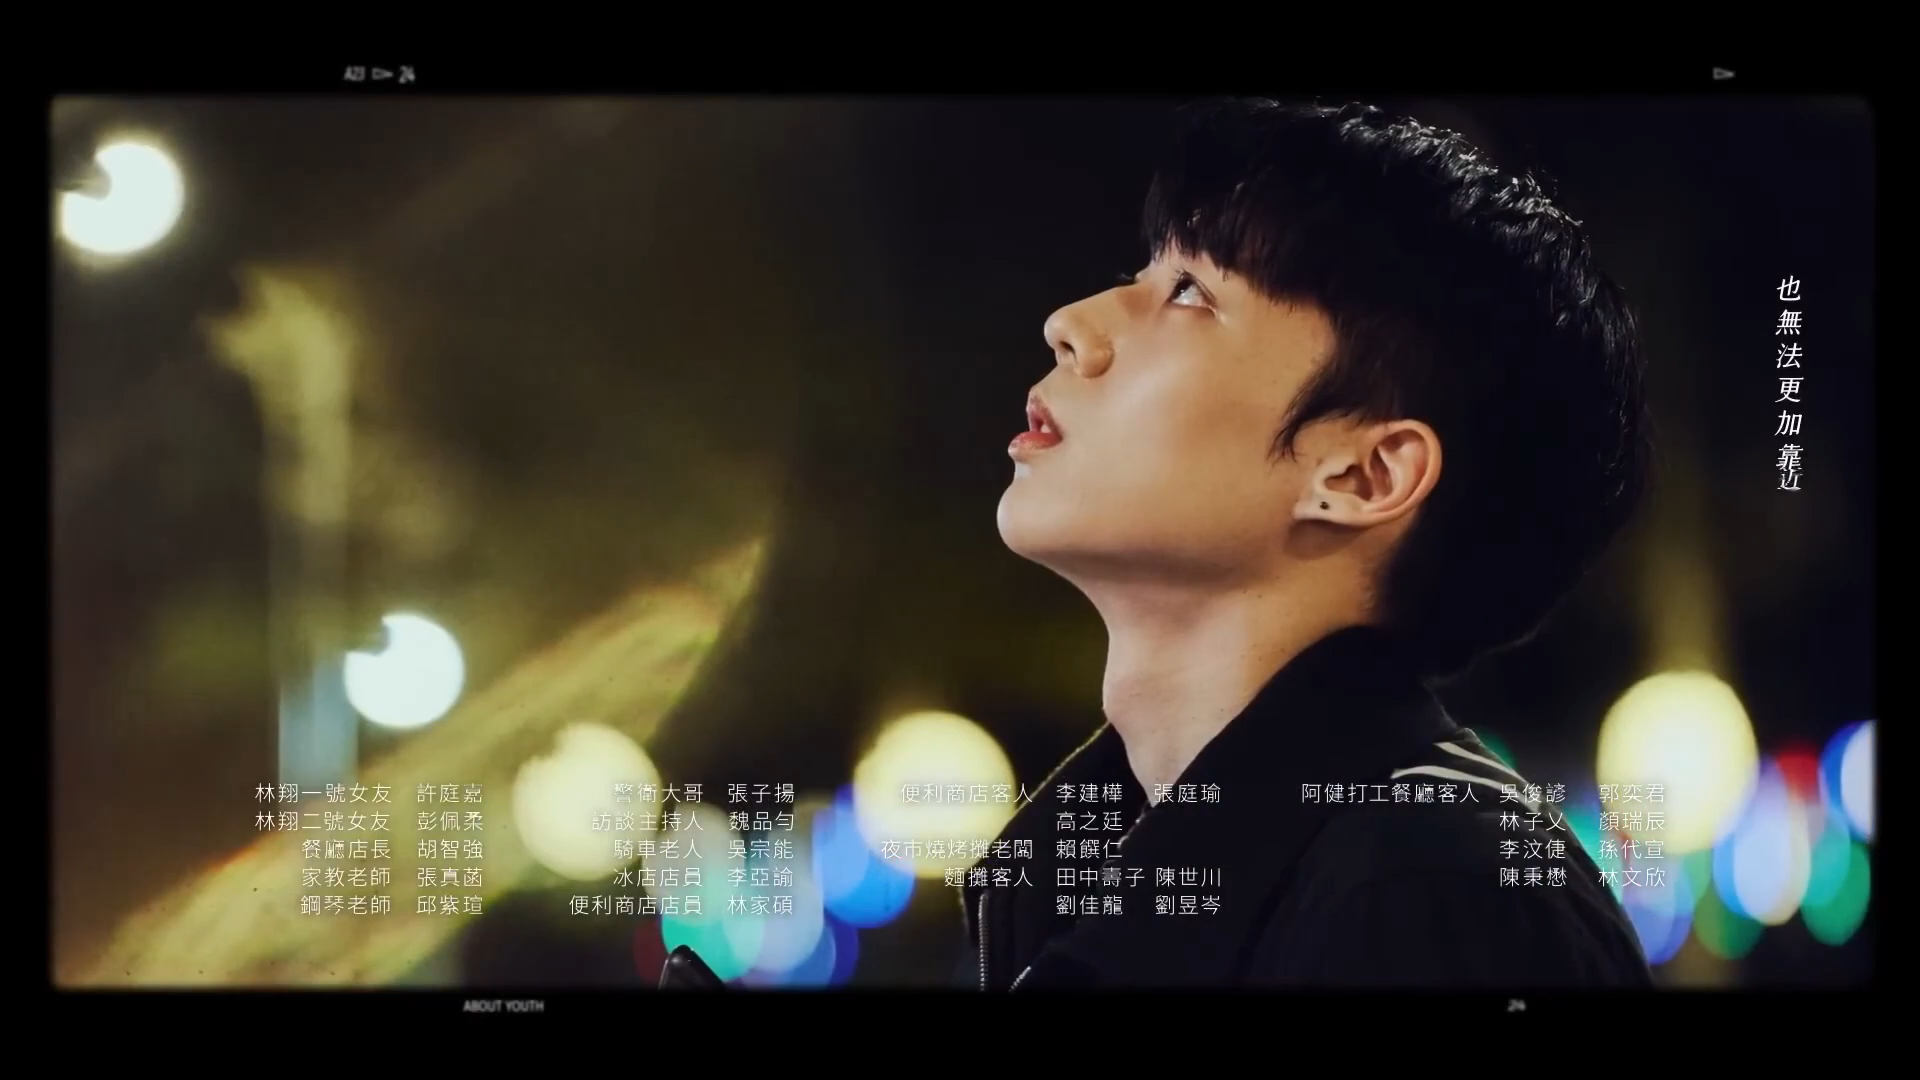 A23 ▷ 24
也無法更加靠近
林翔一號女友 許庭嘉
林翔二號女友 彭佩柔
餐廳店長 胡智強
家教老師 張真菡
鋼琴老師 邱紫瑄
警衛大哥 張子揚
訪談主持人 魏品勻
騎車老人 吳宗能
冰店店員 李亞諭
便利商店店員 林家碩
便利商店客人 李建樺 張庭瑜
高之廷
夜市燒烤攤老闆 賴饌仁
麵攤客人 田中壽子 陳世川
劉佳龍 劉昱岑
阿健打工餐廳客人 吳俊諺 郭奕君
林子乂 顏瑞辰
李汶倢 孫代宣
陳秉懋 林文欣
ABOUT YOUTH
24